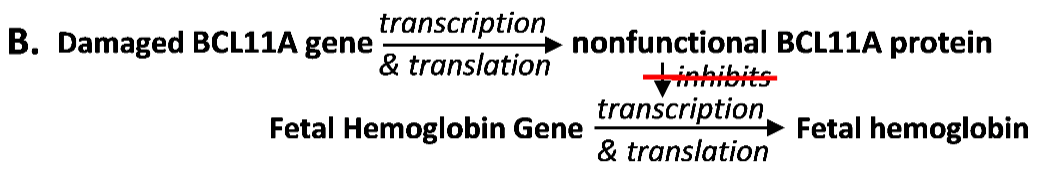 B. Damaged BCL11A gene transcription & translation nonfunctional BCL11A protein
inhibits
Fetal Hemoglobin Gene transcription & translation Fetal hemoglobin